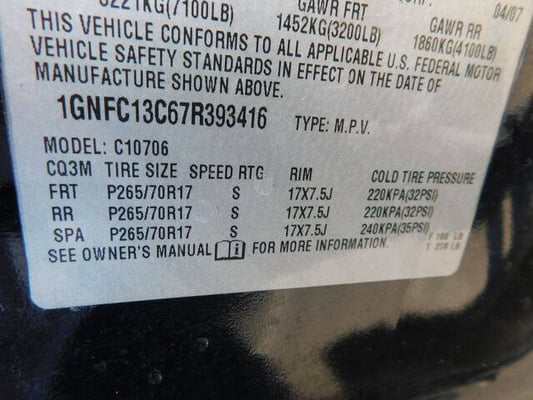 3221KG(7100LB) GAWR FRT GAWR RR 04/07
1452KG(3200LB) 1860KG(4100LB)
THIS VEHICLE CONFORMS TO ALL APPLICABLE U.S. FEDERAL MOTOR
VEHICLE SAFETY STANDARDS IN EFFECT ON THE DATE OF
MANUFACTURE SHOWN ABOVE.
1GNFC13C67R393416 TYPE: M.P.V.
MODEL: C10706
CQ3M TIRE SIZE SPEED RTG RIM COLD TIRE PRESSURE
FRT P265/70R17 S 17X7.5J 220KPA(32PSI)
RR P265/70R17 S 17X7.5J 220KPA(32PSI)
SPA P265/70R17 S 17X7.5J 240KPA(35PSI)
SEE OWNER'S MANUAL FOR MORE INFORMATION.